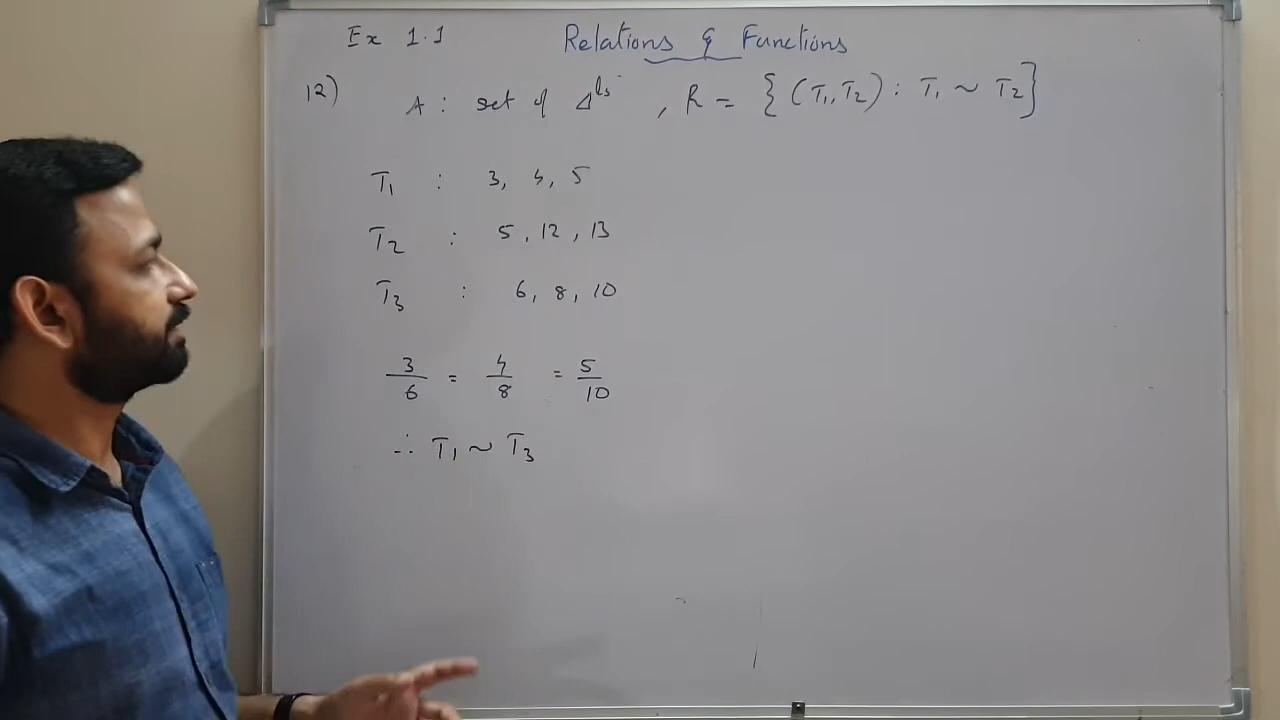 Ex 1.1 Relations & Functions
12) A : set of Δls , R = {(T1, T2) : T1 ~ T2}
T1 : 3, 4, 5
T2 : 5, 12, 13
T3 : 6, 8, 10
3/6 = 4/8 = 5/10
∴ T1 ~ T3